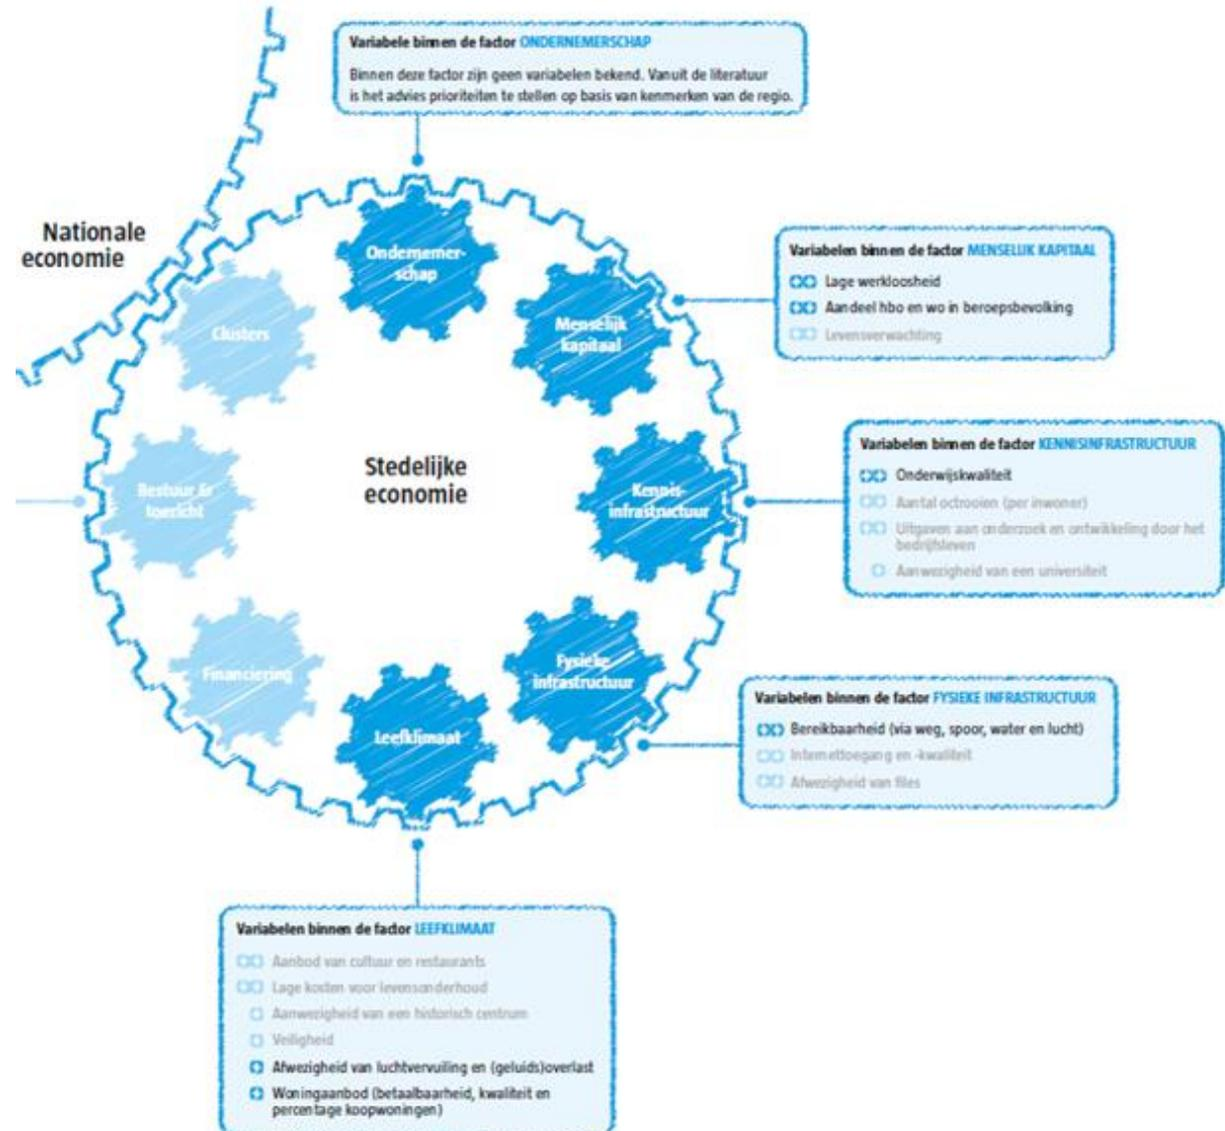 Variabele binnen de factor ONDERNEMERSCHAP
Binnen deze factor zijn geen variabelen bekend. Vanuit de literatuur
is het advies prioriteiten te stellen op basis van kenmerken van de regio.
Nationale
economie
Ondernemer-
schap
Clusters
Menselijk
kapitaal
Variabelen binnen de factor MENSELIJK KAPITAAL
Lage werkloosheid
Aandeel hbo en wo in beroepsbevolking
Levensverwachting
Stedelijke
economie
Bestuur &
toezicht
Kennis-
infrastructuur
Variabelen binnen de factor KENNISINFRASTRUCTUUR
Onderwijskwaliteit
Aantal octrooien (per inwoner)
Uitgaven aan onderzoek en ontwikkeling door het
bedrijfsleven
Aanwezigheid van een universiteit
Financiering
Leefklimaat
Fysieke
infrastructuur
Variabelen binnen de factor FYSIEKE INFRASTRUCTUUR
Bereikbaarheid (via weg, spoor, water en lucht)
Internettoegang en -kwaliteit
Afwezigheid van files
Variabelen binnen de factor LEEFKLIMAAT
Aanbod van cultuur en restaurants
Lage kosten voor levensonderhoud
Aanwezigheid van een historisch centrum
Veiligheid
Afwezigheid van luchtvervuiling en (geluids)overlast
Woningaanbod (betaalbaarheid, kwaliteit en
percentage koopwoningen)